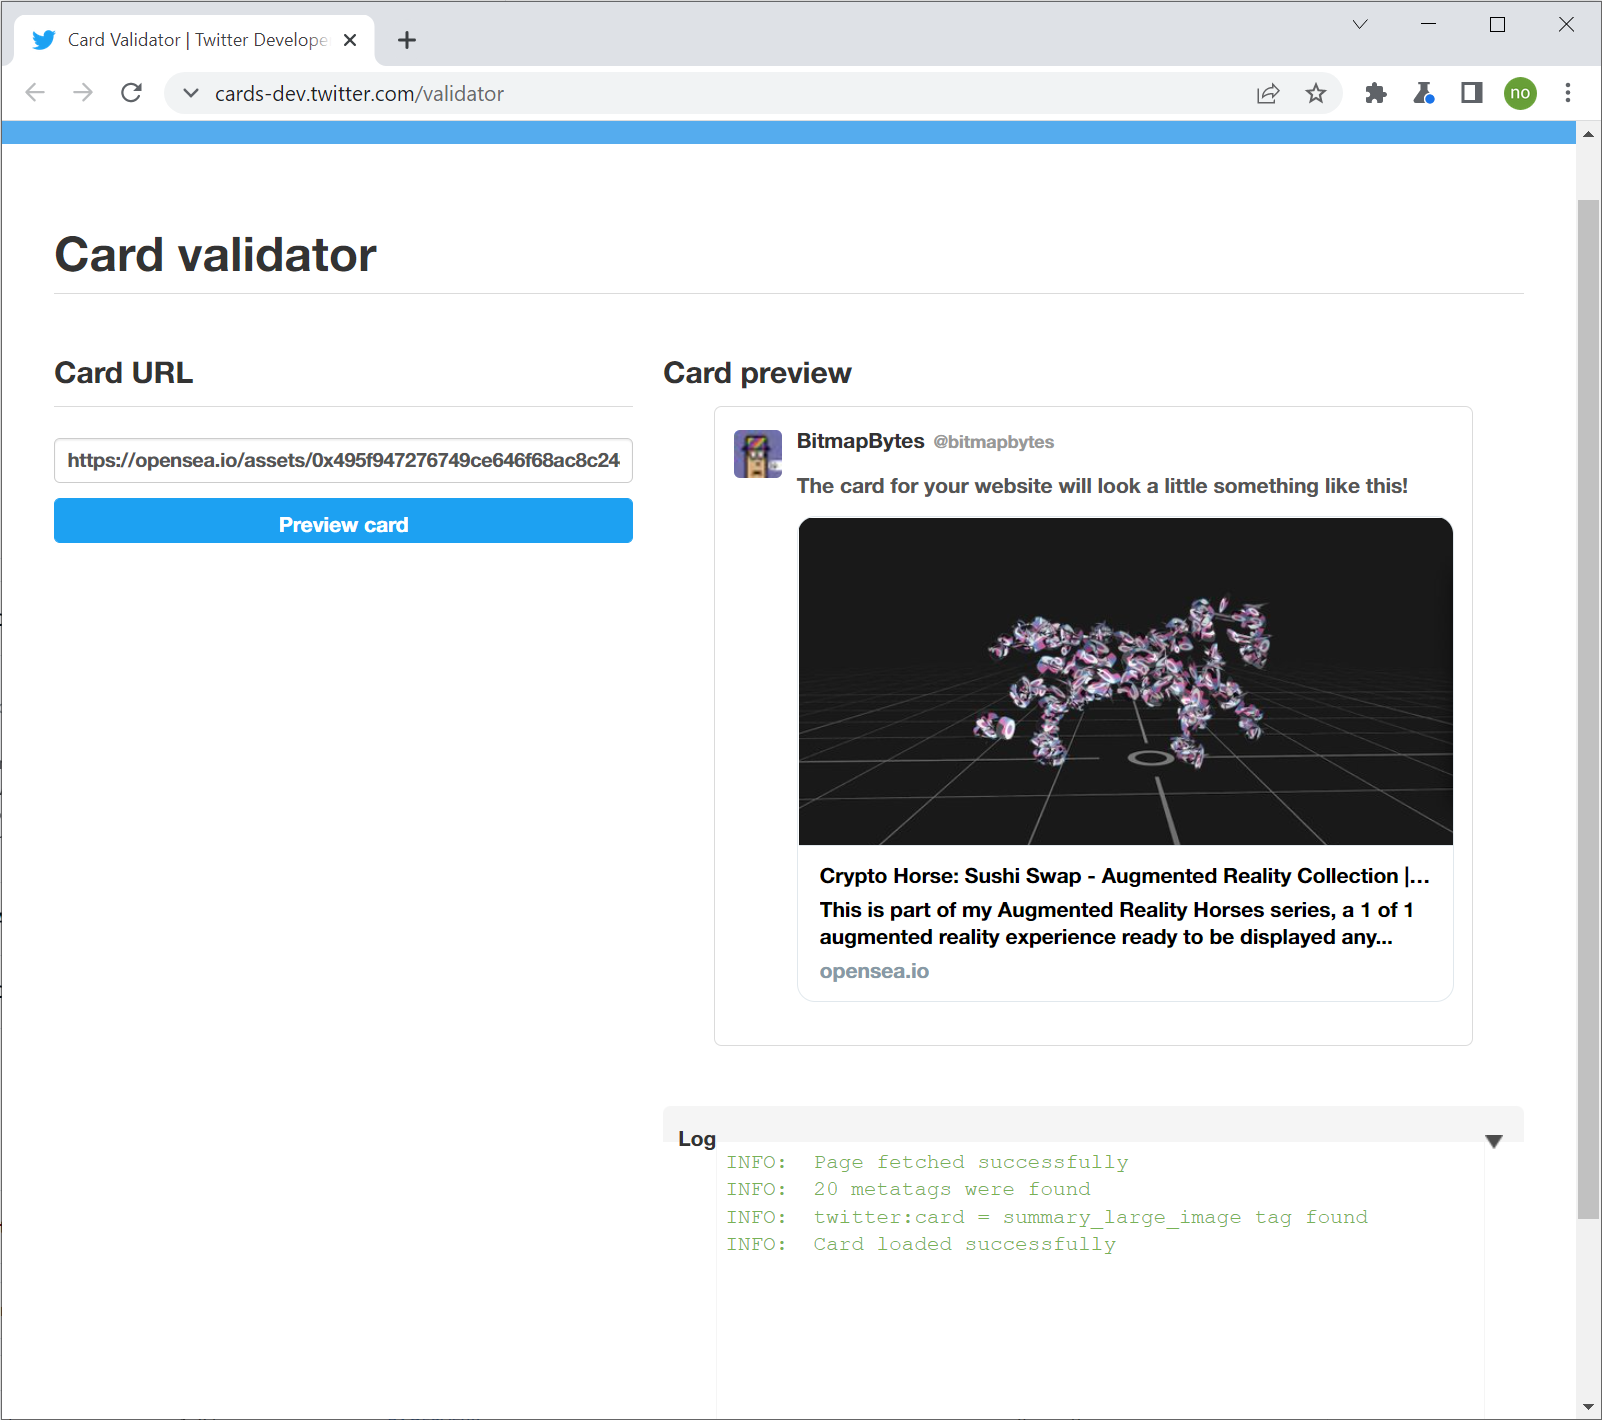 Card Validator | Twitter Develope
cards-dev.twitter.com/validator
no
Card validator
Card URL
https://opensea.io/assets/0x495f947276749ce646f68ac8c24
Preview card
Card preview
BitmapBytes @bitmapbytes
The card for your website will look a little something like this!
Crypto Horse: Sushi Swap - Augmented Reality Collection |...
This is part of my Augmented Reality Horses series, a 1 of 1
augmented reality experience ready to be displayed any...
opensea.io
Log
INFO: Page fetched successfully
INFO: 20 metatags were found
INFO: twitter:card = summary_large_image tag found
INFO: Card loaded successfully